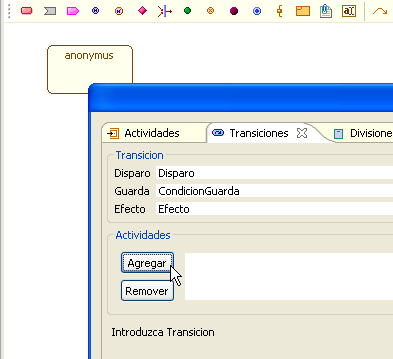 anonymus
Actividades
Transiciones
Divisione
Transicion
Disparo Disparo
Guarda CondicionGuarda
Efecto Efecto
Actividades
Agregar
Remover
Introduzca Transicion